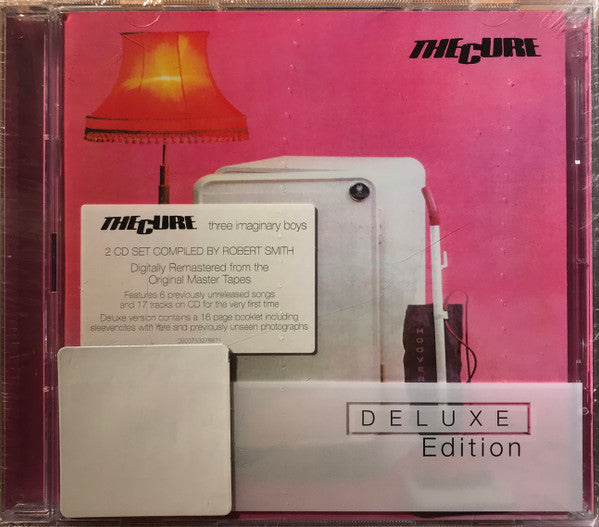 THE CURE
THE CURE three imaginary boys
2 CD SET COMPILED BY ROBERT SMITH
Digitally Remastered from the
Original Master Tapes
Features 6 previously unreleased songs
and 17 tracks on CD for the very first time
Deluxe version contains a 16 page booklet including
sleevenotes with rare and previously unseen photographs
HOOVER
DELUXE
Edition